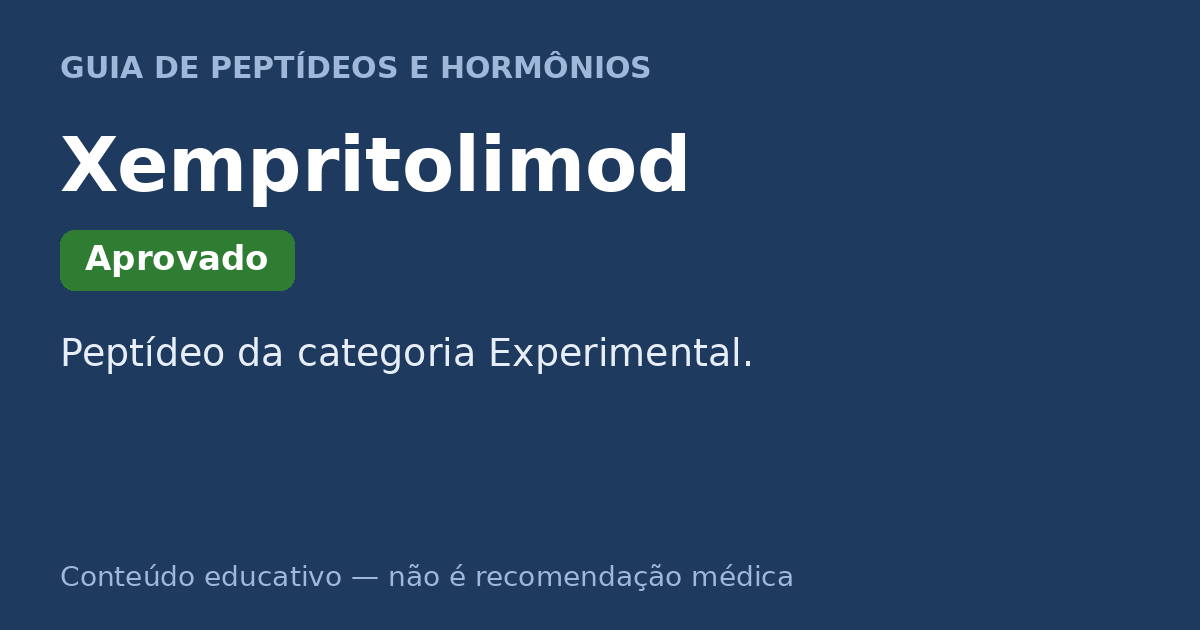 GUIA DE PEPTÍDEOS E HORMÔNIOS
Xempritolimod
Aprovado
Peptídeo da categoria Experimental.
Conteúdo educativo — não é recomendação médica